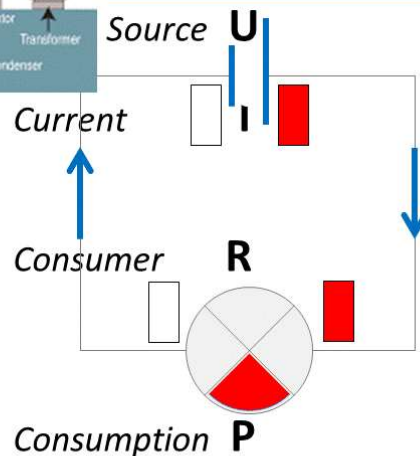 Transformer
Source U
Current I
Consumer R
Consumption P